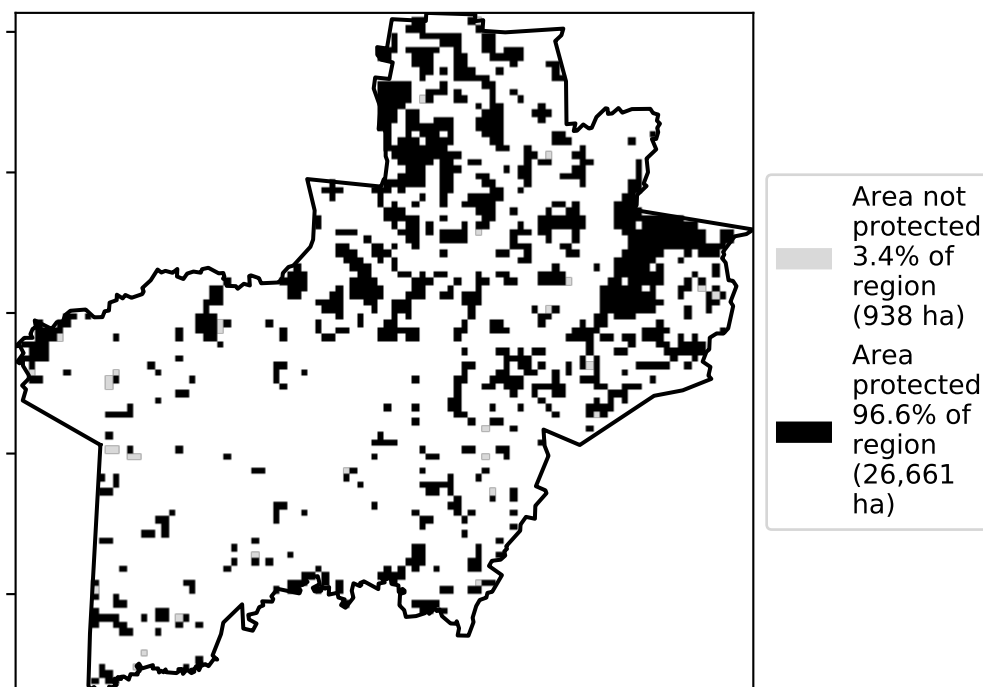 Area not
protected
3.4% of
region
(938 ha)
Area
protected
96.6% of
region
(26,661
ha)